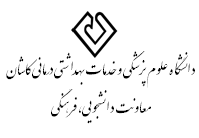 دانشگاه علوم پزشکی و خدمات بهداشتی درمانی کاشان
معاونت دانشجویی، فرهنگی